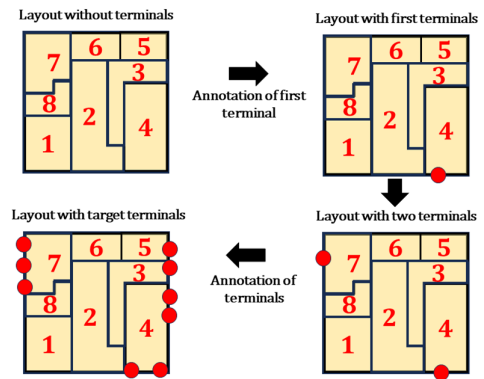 Layout without terminals
6 5
7 3
8 2 4
1
Annotation of first
terminal
Layout with first terminals
6 5
7 3
8 2 4
1
Layout with target terminals
6 5
7 3
8 2 4
1
Annotation of
terminals
Layout with two terminals
6 5
7 3
8 2 4
1